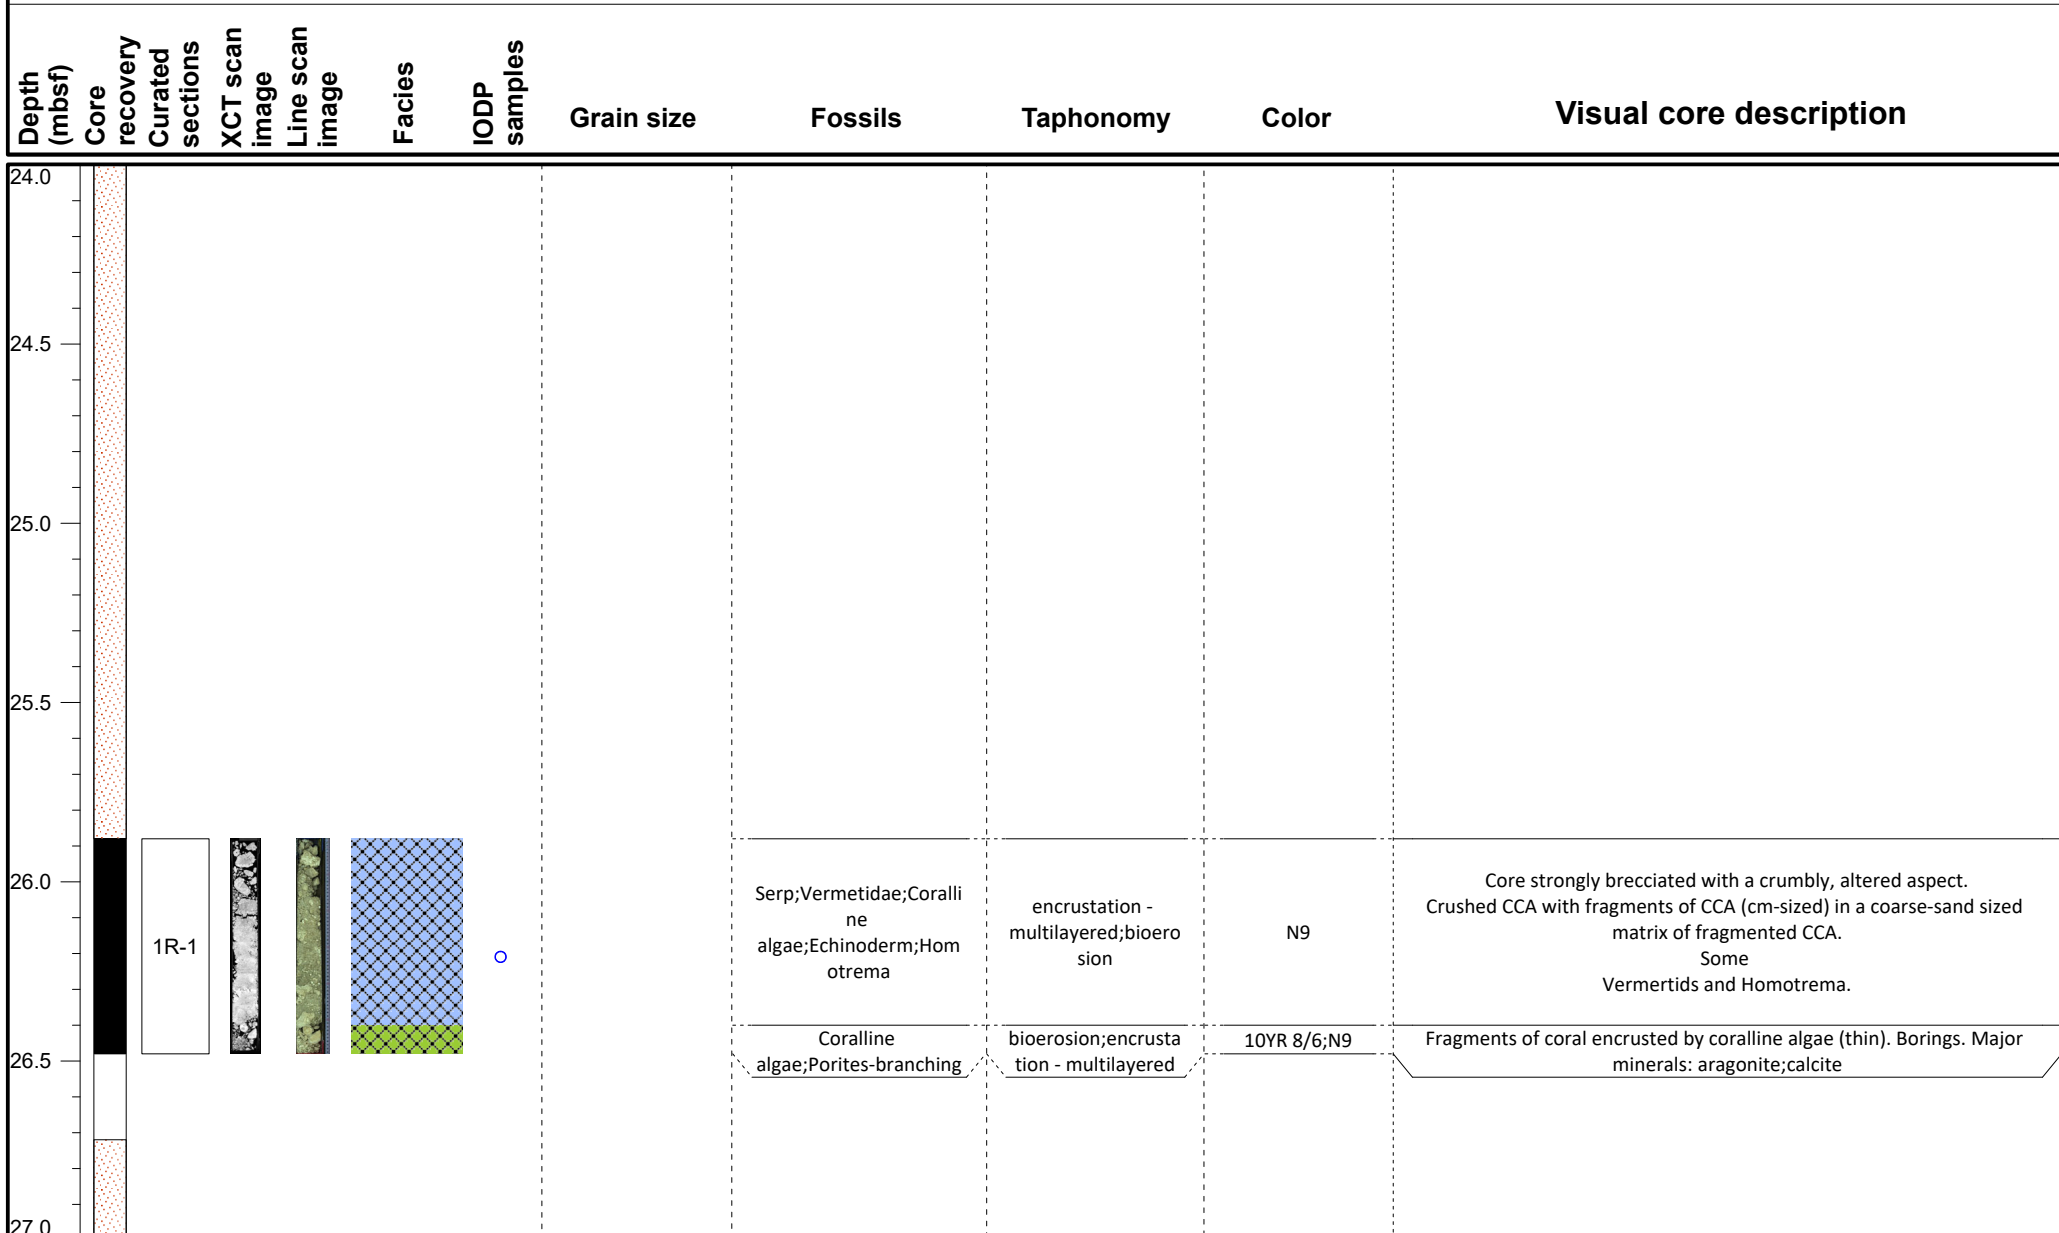 Depth
(mbsf)
Core
recovery
Curated
sections
XCT scan
image
Line scan
image
Facies
IODP
samples
Grain size
Fossils
Taphonomy
Color
Visual core description
24.0
24.5
25.0
25.5
26.0
26.5
27.0
1R-1
Serp;Vermetidae;Coralli
ne
algae;Echinoderm;Hom
otrema
encrustation -
multilayered;bioero
sion
N9
Core strongly brecciated with a crumbly, altered aspect.
Crushed CCA with fragments of CCA (cm-sized) in a coarse-sand sized
matrix of fragmented CCA.
Some
Vermertids and Homotrema.
Coralline
algae;Porites-branching
bioerosion;encrusta
tion - multilayered
10YR 8/6;N9
Fragments of coral encrusted by coralline algae (thin). Borings. Major
minerals: aragonite;calcite